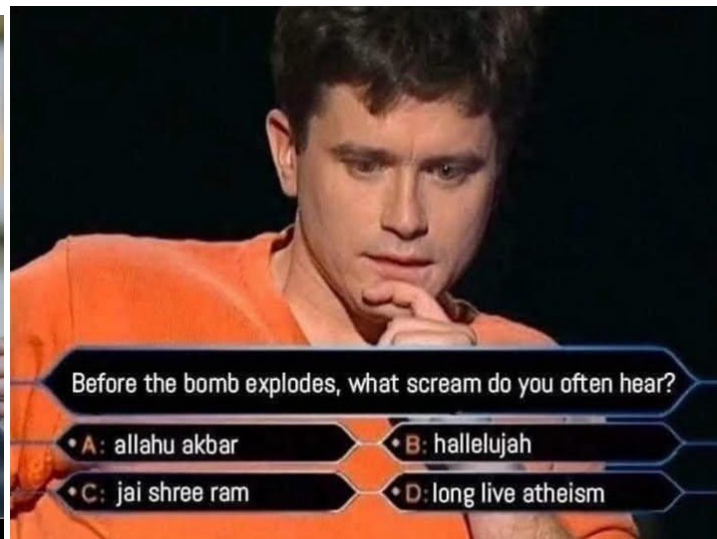 Before the bomb explodes, what scream do you often hear?
A: allahu akbar
B: hallelujah
C: jai shree ram
D: long live atheism